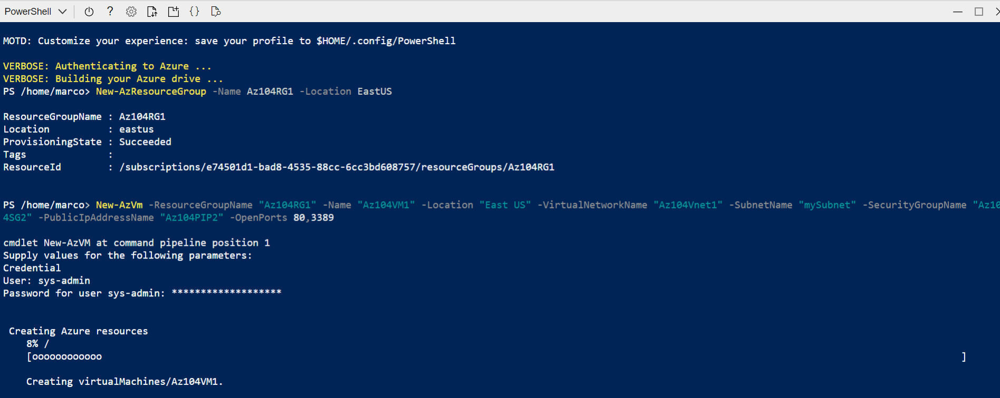 PowerShell
MOTD: Customize your experience: save your profile to $HOME/.config/PowerShell
VERBOSE: Authenticating to Azure ...
VERBOSE: Building your Azure drive ...
PS /home/marco> New-AzResourceGroup -Name Az104RG1 -Location EastUS
ResourceGroupName : Az104RG1
Location          : eastus
ProvisioningState : Succeeded
Tags              :
ResourceId        : /subscriptions/e74501d1-bad8-4535-88cc-6cc3bd608757/resourceGroups/Az104RG1
PS /home/marco> New-AzVm -ResourceGroupName "Az104RG1" -Name "Az104VM1" -Location "East US" -VirtualNetworkName "Az104Vnet1" -SubnetName "mySubnet" -SecurityGroupName "Az10
4SG2" -PublicIpAddressName "Az104PIP2" -OpenPorts 80,3389
cmdlet New-AzVM at command pipeline position 1
Supply values for the following parameters:
Credential
User: sys-admin
Password for user sys-admin: *******************
Creating Azure resources
8% /
[oooooooooooo ]
Creating virtualMachines/Az104VM1.